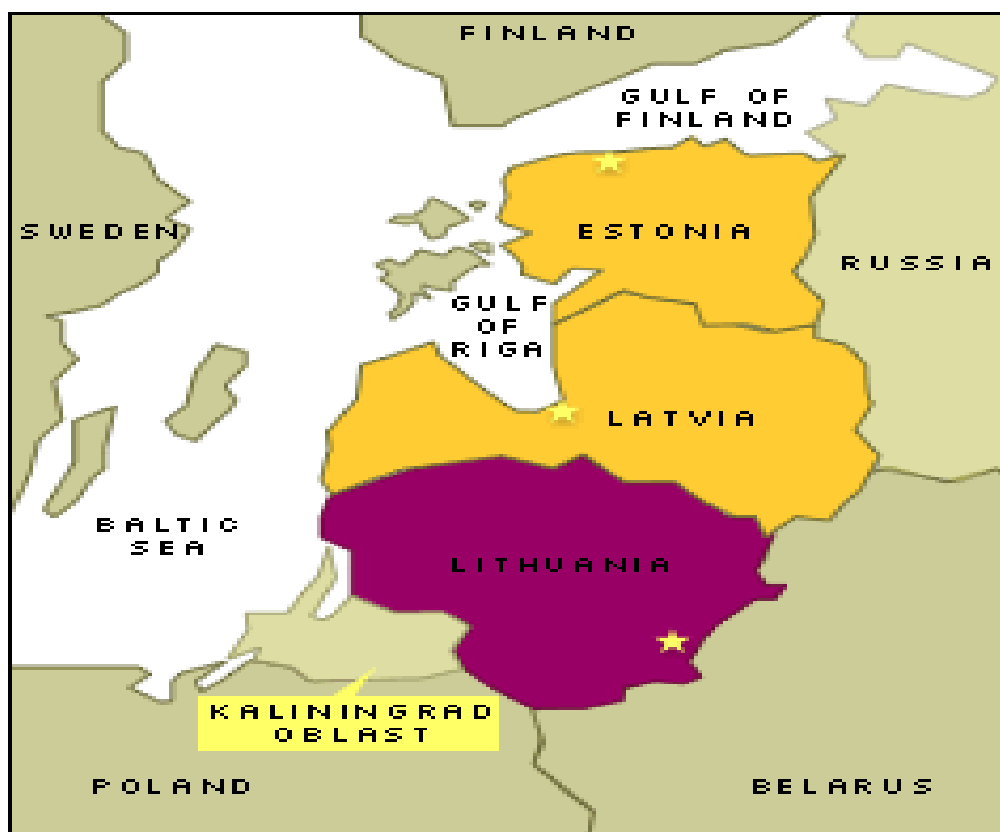 FINLAND
GULF OF
FINLAND
SWEDEN
ESTONIA
RUSSIA
GULF
OF
RIGA
LATVIA
BALTIC
SEA
LITHUANIA
KALININGRAD
OBLAST
POLAND
BELARUS